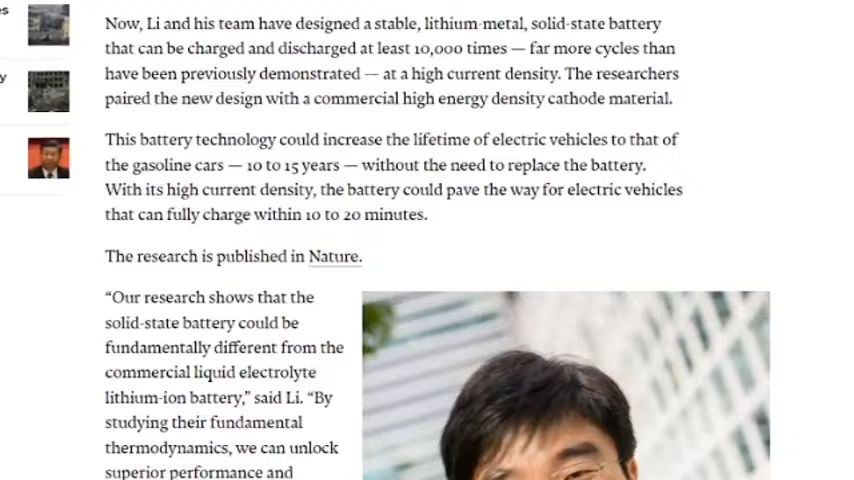 es
y
Now, Li and his team have designed a stable, lithium-metal, solid-state battery
that can be charged and discharged at least 10,000 times — far more cycles than
have been previously demonstrated — at a high current density. The researchers
paired the new design with a commercial high energy density cathode material.
This battery technology could increase the lifetime of electric vehicles to that of
the gasoline cars — 10 to 15 years — without the need to replace the battery.
With its high current density, the battery could pave the way for electric vehicles
that can fully charge within 10 to 20 minutes.
The research is published in Nature.
“Our research shows that the
solid-state battery could be
fundamentally different from the
commercial liquid electrolyte
lithium-ion battery,” said Li. “By
studying their fundamental
thermodynamics, we can unlock
superior performance and